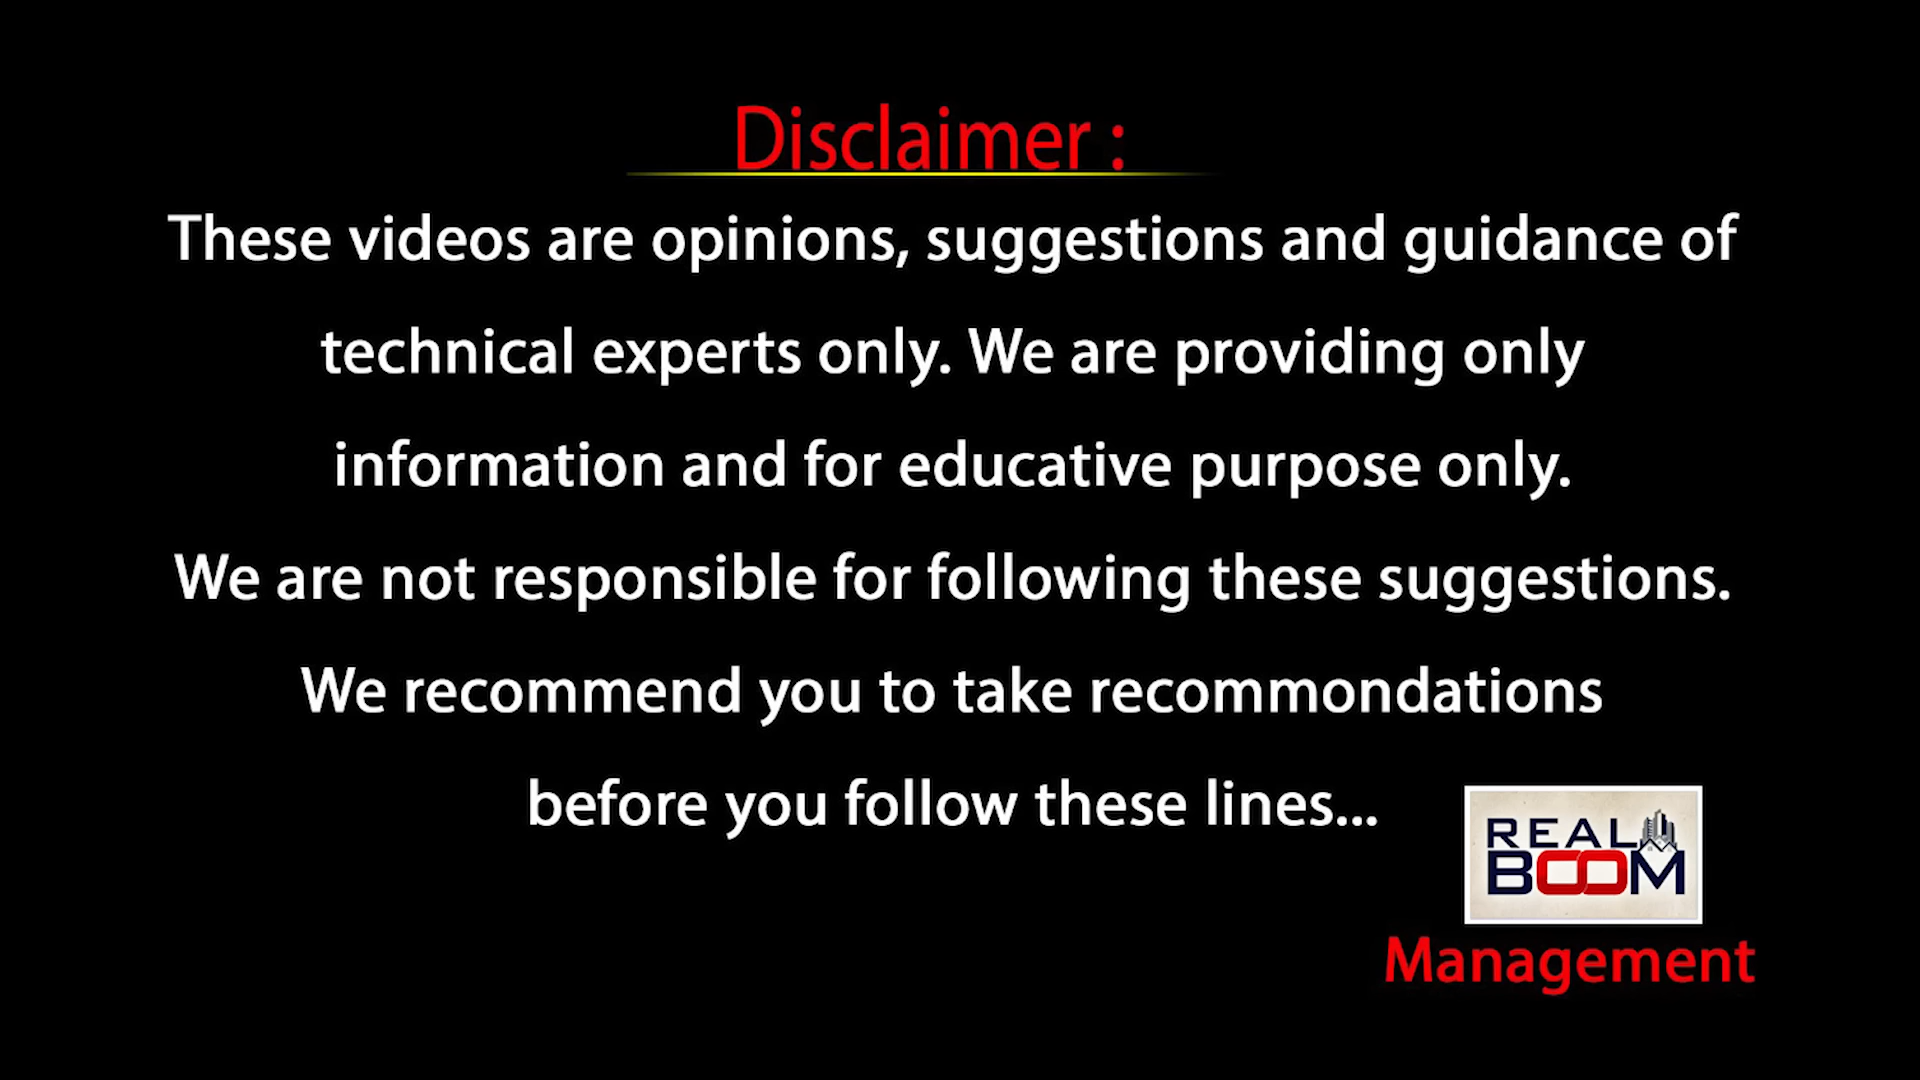 Disclaimer :
These videos are opinions, suggestions and guidance of
technical experts only. We are providing only
information and for educative purpose only.
We are not responsible for following these suggestions.
We recommend you to take recommondations
before you follow these lines...
REAL
BOOM
Management